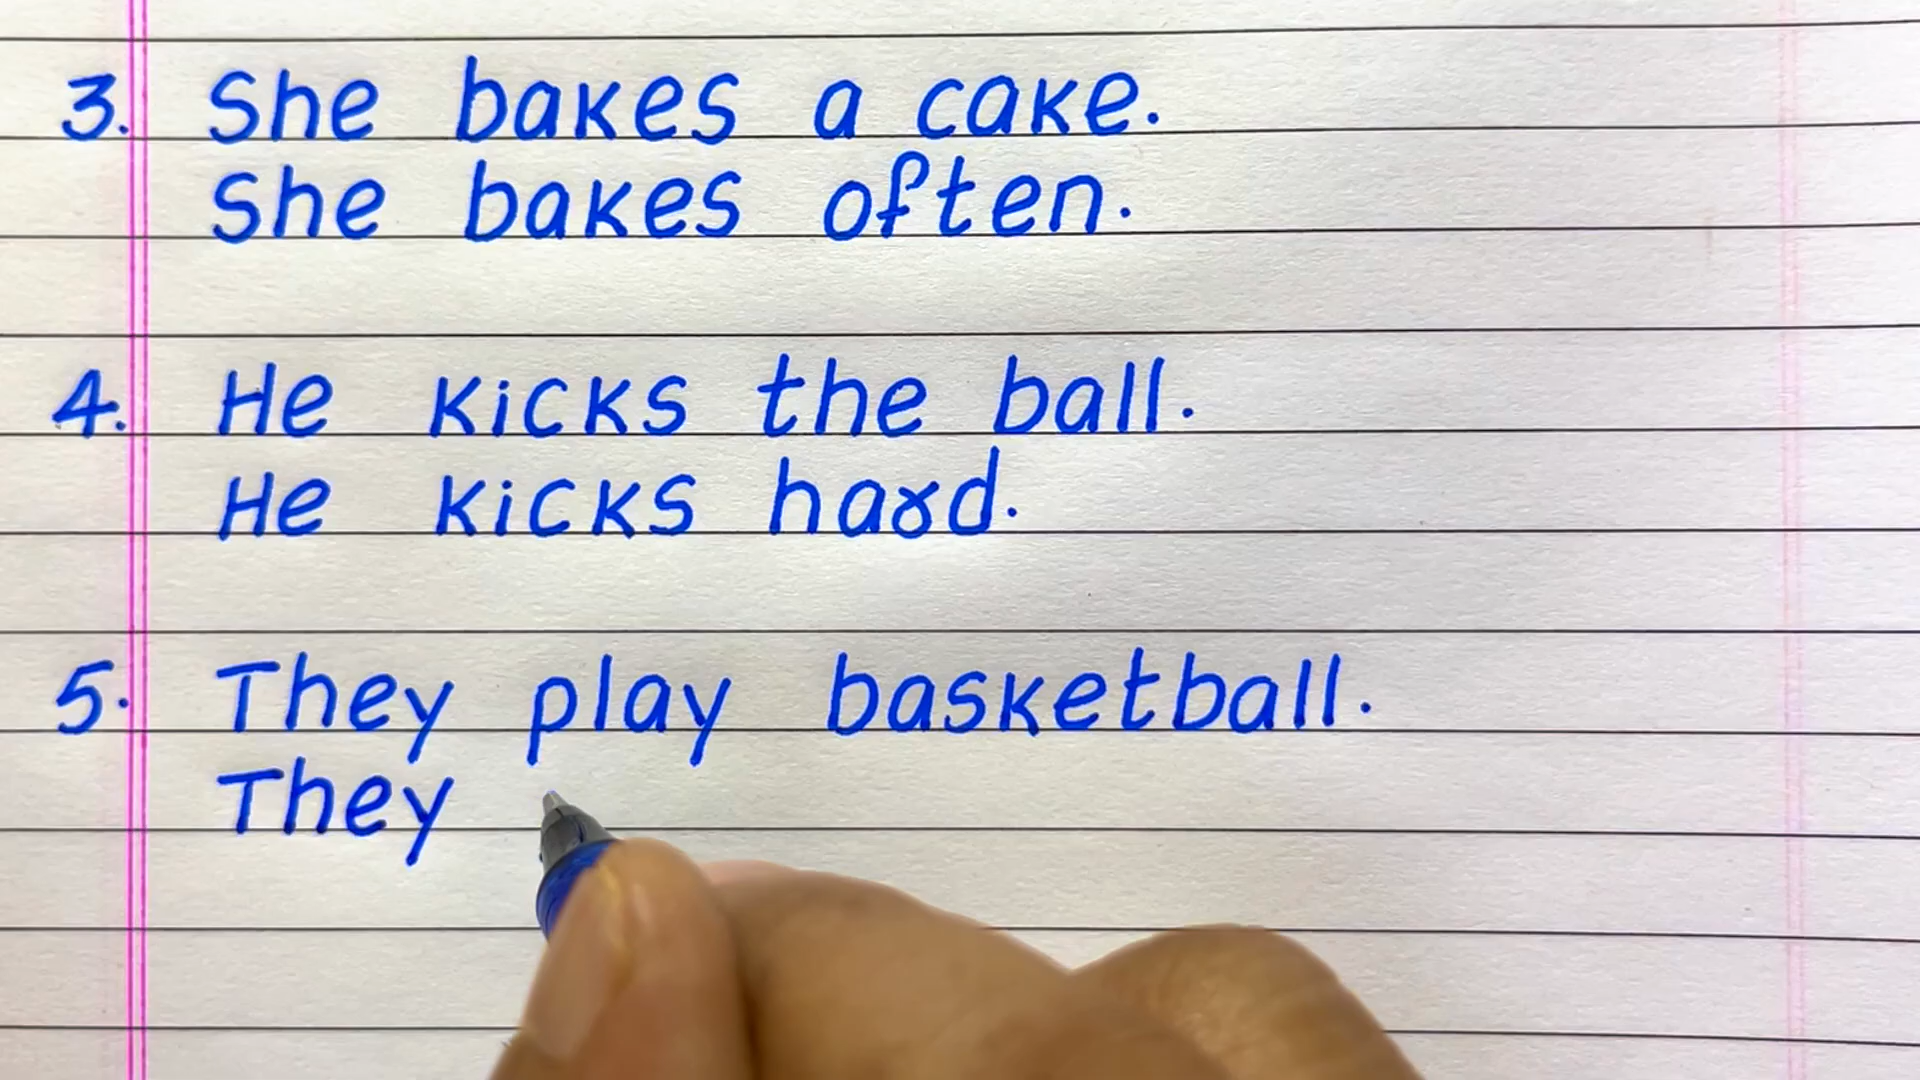 3. She bakes a cake.
She bakes often.
4. He kicks the ball.
He kicks hard.
5. They play basketball.
They